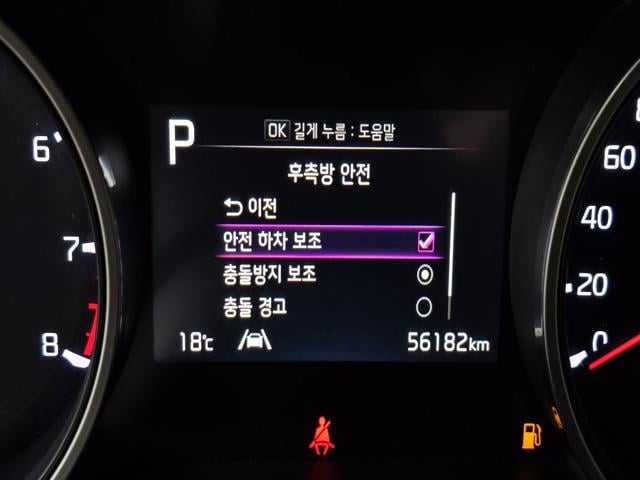 P
OK 길게 누름 : 도움말
후측방 안전
이전
안전 하차 보조
충돌방지 보조
충돌 경고
18℃
56182km
6
7
8
60
40
20
0